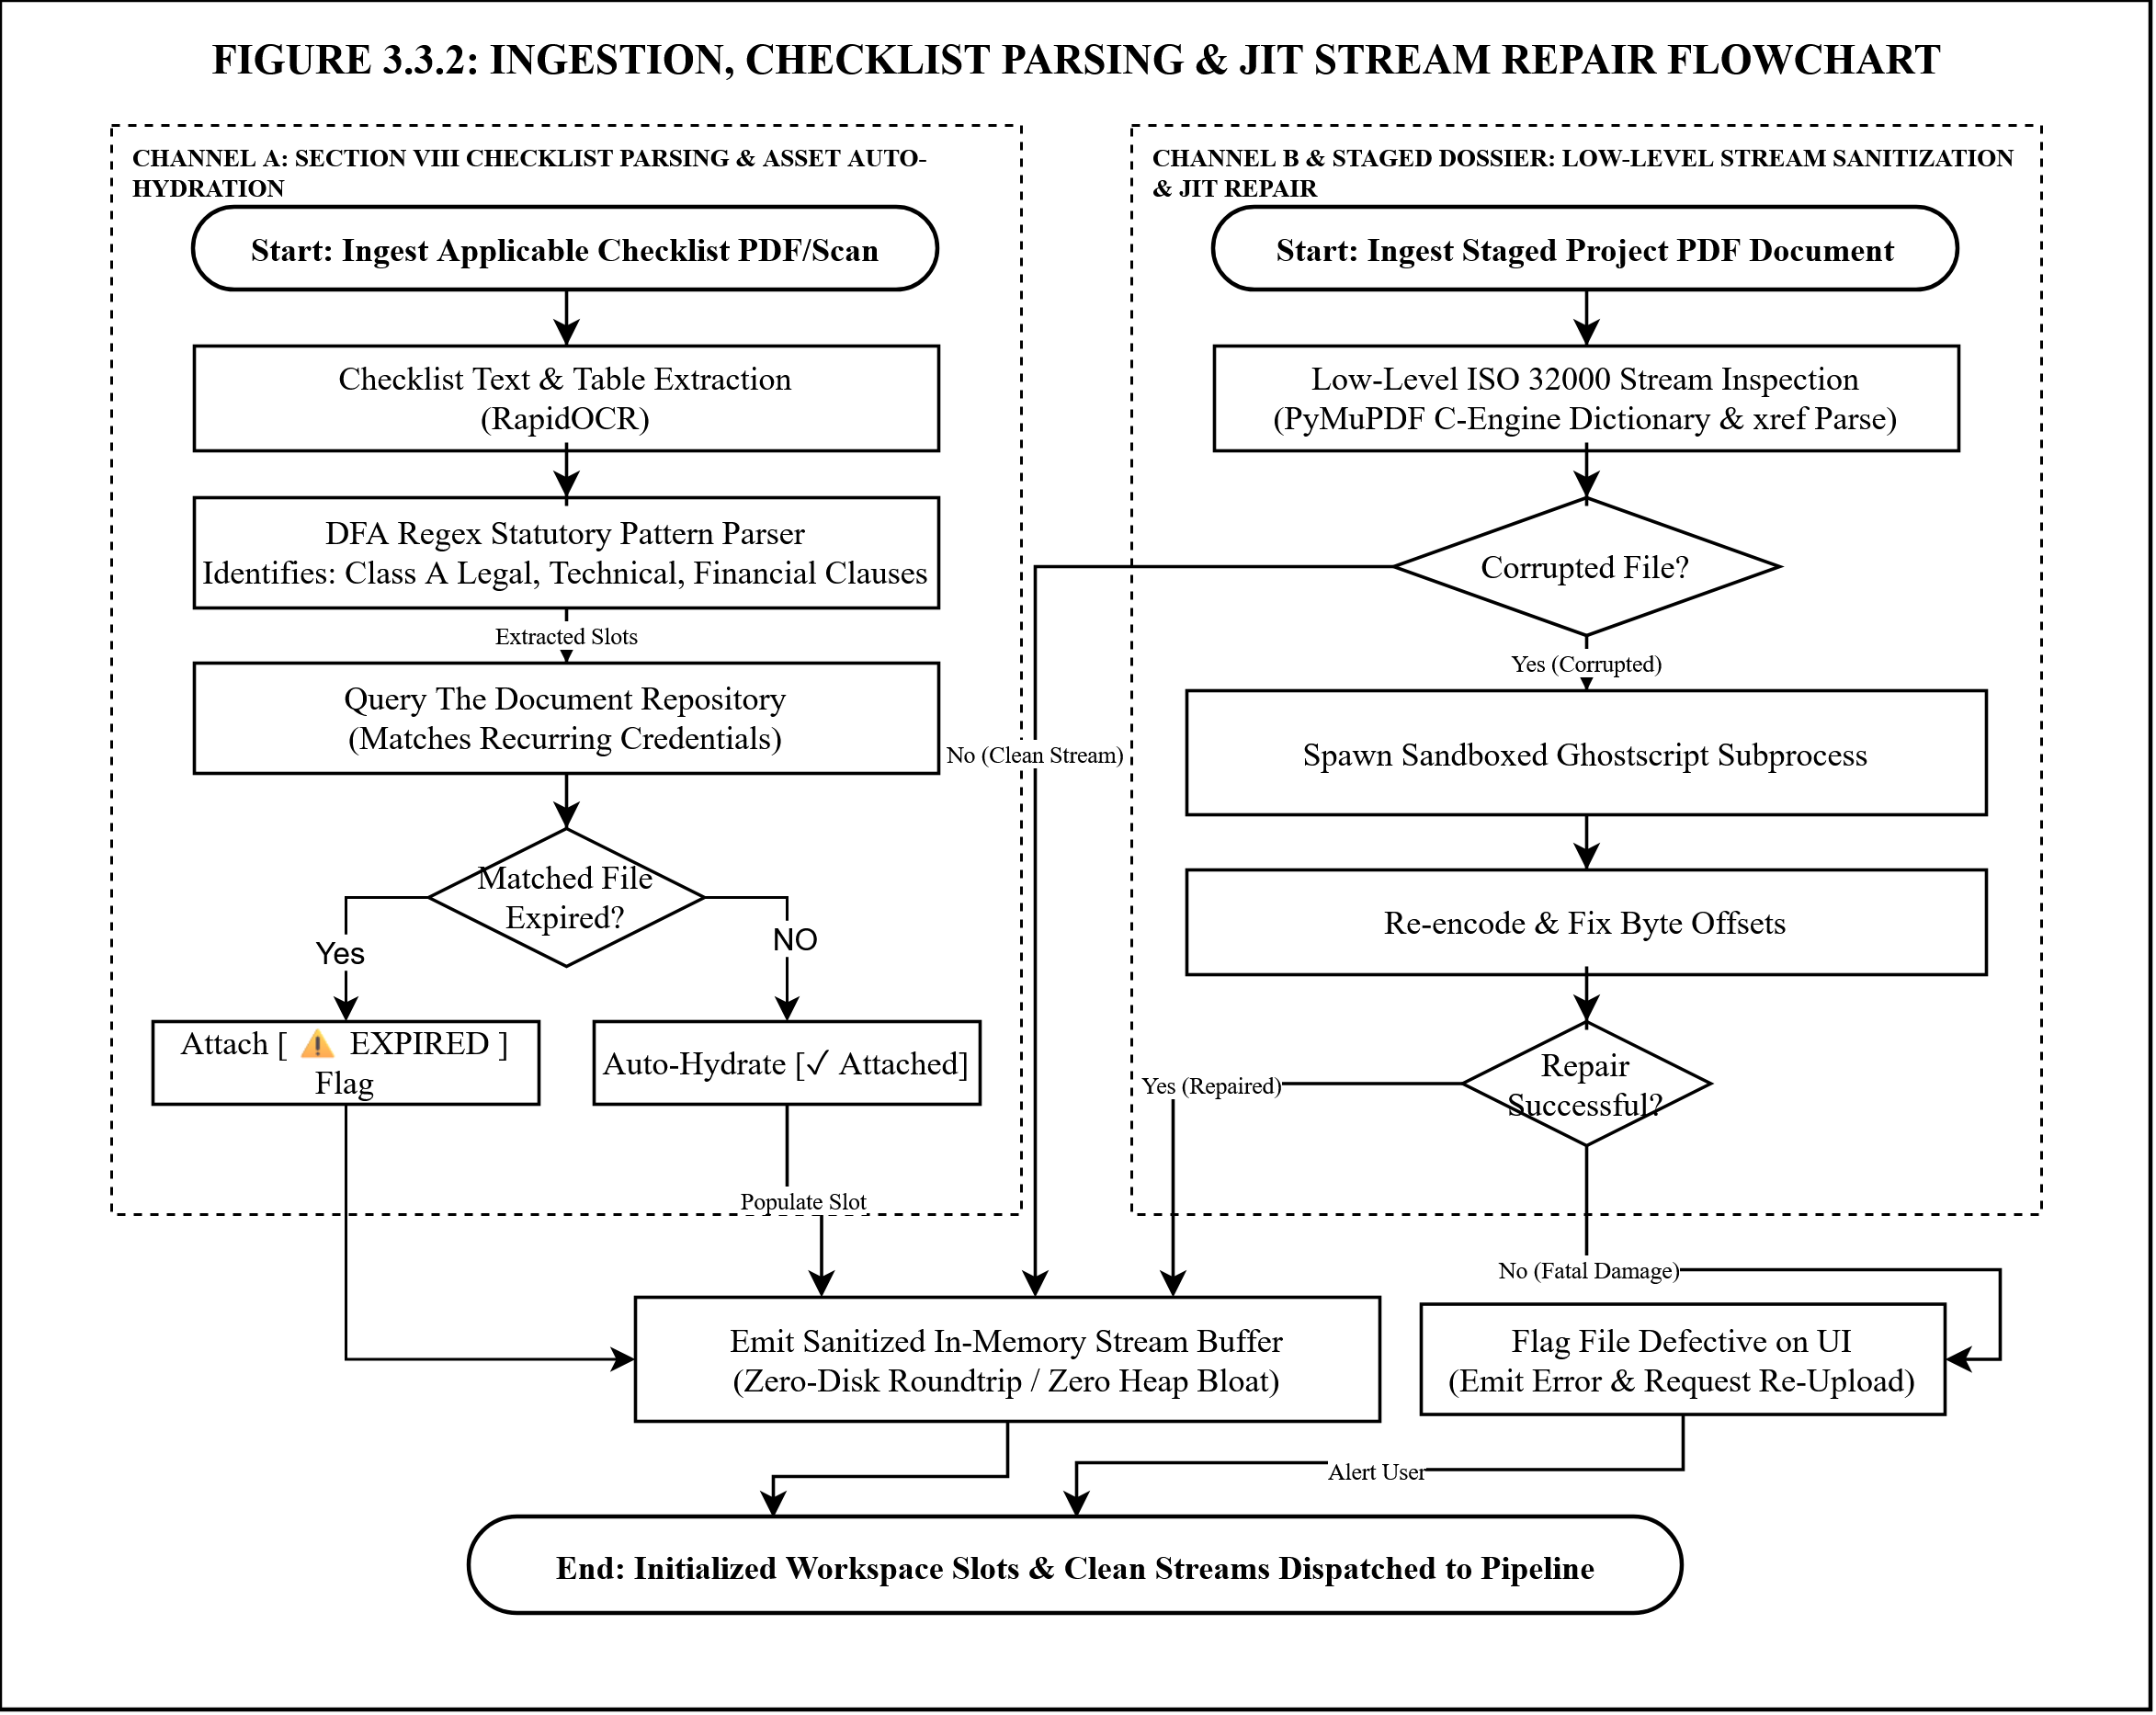 FIGURE 3.3.2: INGESTION, CHECKLIST PARSING & JIT STREAM REPAIR FLOWCHART
CHANNEL A: SECTION VIII CHECKLIST PARSING & ASSET AUTO-
HYDRATION
Start: Ingest Applicable Checklist PDF/Scan
Checklist Text & Table Extraction
(RapidOCR)
DFA Regex Statutory Pattern Parser
Identifies: Class A Legal, Technical, Financial Clauses
Extracted Slots
Query The Document Repository
(Matches Recurring Credentials)
Matched File
Expired?
Yes
NO
Attach [ ⚠️ EXPIRED ]
Flag
Auto-Hydrate [✓ Attached]
Populate Slot
CHANNEL B & STAGED DOSSIER: LOW-LEVEL STREAM SANITIZATION
& JIT REPAIR
Start: Ingest Staged Project PDF Document
Low-Level ISO 32000 Stream Inspection
(PyMuPDF C-Engine Dictionary & xref Parse)
Corrupted File?
No (Clean Stream)
Yes (Corrupted)
Spawn Sandboxed Ghostscript Subprocess
Re-encode & Fix Byte Offsets
Repair
Successful?
Yes (Repaired)
No (Fatal Damage)
Emit Sanitized In-Memory Stream Buffer
(Zero-Disk Roundtrip / Zero Heap Bloat)
Flag File Defective on UI
(Emit Error & Request Re-Upload)
Alert User
End: Initialized Workspace Slots & Clean Streams Dispatched to Pipeline